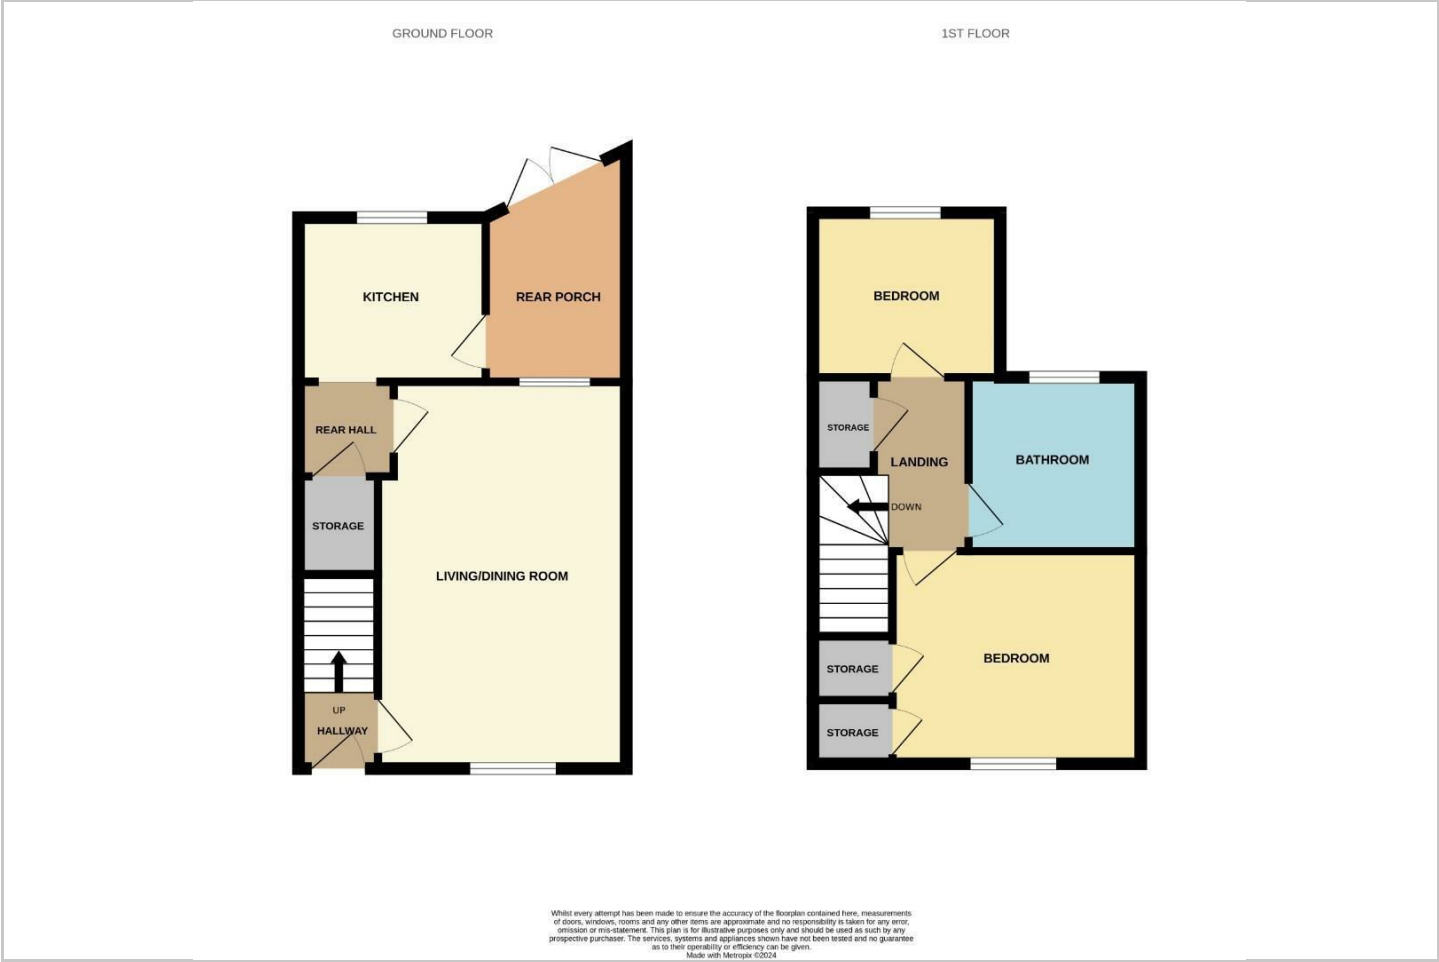 GROUND FLOOR
1ST FLOOR
KITCHEN
REAR PORCH
REAR HALL
STORAGE
LIVING/DINING ROOM
UP
HALLWAY
BEDROOM
STORAGE
LANDING
BATHROOM
DOWN
BEDROOM
STORAGE
STORAGE
Whilst every attempt has been made to ensure the accuracy of the floorplan contained here, measurements
of doors, windows, rooms and any other items are approximate and no responsibility is taken for any error,
omission or mis-statement. This plan is for illustrative purposes only and should be used as such by any
prospective purchaser. The services, systems and appliances shown have not been tested and no guarantee
as to their operability or efficiency can be given.
Made with Metropix ©2024